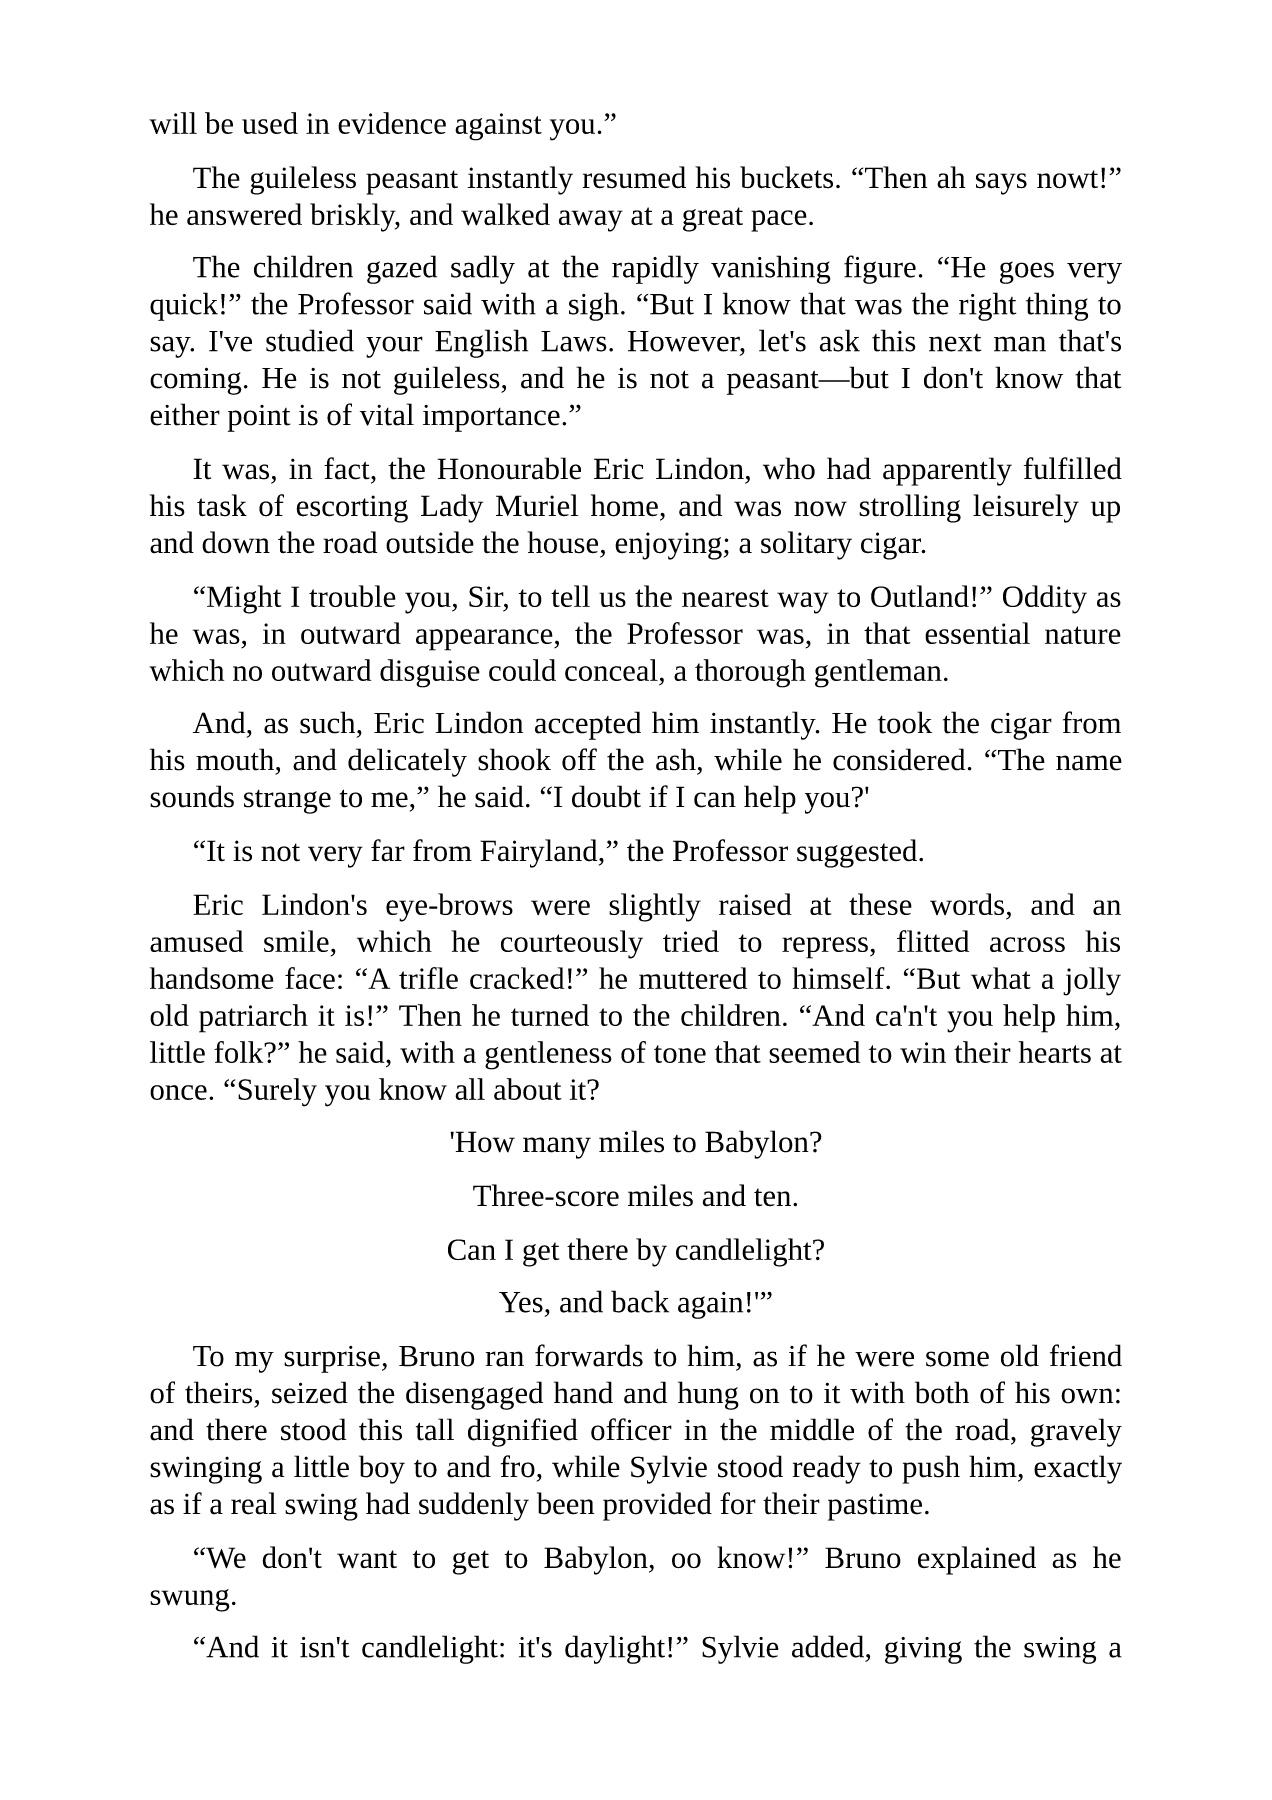 will be used in evidence against you.”
The guileless peasant instantly resumed his buckets. “Then ah says nowt!”
he answered briskly, and walked away at a great pace.
The children gazed sadly at the rapidly vanishing figure. “He goes very
quick!” the Professor said with a sigh. “But I know that was the right thing to
say. I've studied your English Laws. However, let's ask this next man that's
coming. He is not guileless, and he is not a peasant—but I don't know that
either point is of vital importance.”
It was, in fact, the Honourable Eric Lindon, who had apparently fulfilled
his task of escorting Lady Muriel home, and was now strolling leisurely up
and down the road outside the house, enjoying; a solitary cigar.
“Might I trouble you, Sir, to tell us the nearest way to Outland!” Oddity as
he was, in outward appearance, the Professor was, in that essential nature
which no outward disguise could conceal, a thorough gentleman.
And, as such, Eric Lindon accepted him instantly. He took the cigar from
his mouth, and delicately shook off the ash, while he considered. “The name
sounds strange to me,” he said. “I doubt if I can help you?'
“It is not very far from Fairyland,” the Professor suggested.
Eric Lindon's eye-brows were slightly raised at these words, and an
amused smile, which he courteously tried to repress, flitted across his
handsome face: “A trifle cracked!” he muttered to himself. “But what a jolly
old patriarch it is!” Then he turned to the children. “And ca'n't you help him,
little folk?” he said, with a gentleness of tone that seemed to win their hearts at
once. “Surely you know all about it?
'How many miles to Babylon?
Three-score miles and ten.
Can I get there by candlelight?
Yes, and back again!'”
To my surprise, Bruno ran forwards to him, as if he were some old friend
of theirs, seized the disengaged hand and hung on to it with both of his own:
and there stood this tall dignified officer in the middle of the road, gravely
swinging a little boy to and fro, while Sylvie stood ready to push him, exactly
as if a real swing had suddenly been provided for their pastime.
“We don't want to get to Babylon, oo know!” Bruno explained as he
swung.
“And it isn't candlelight: it's daylight!” Sylvie added, giving the swing a